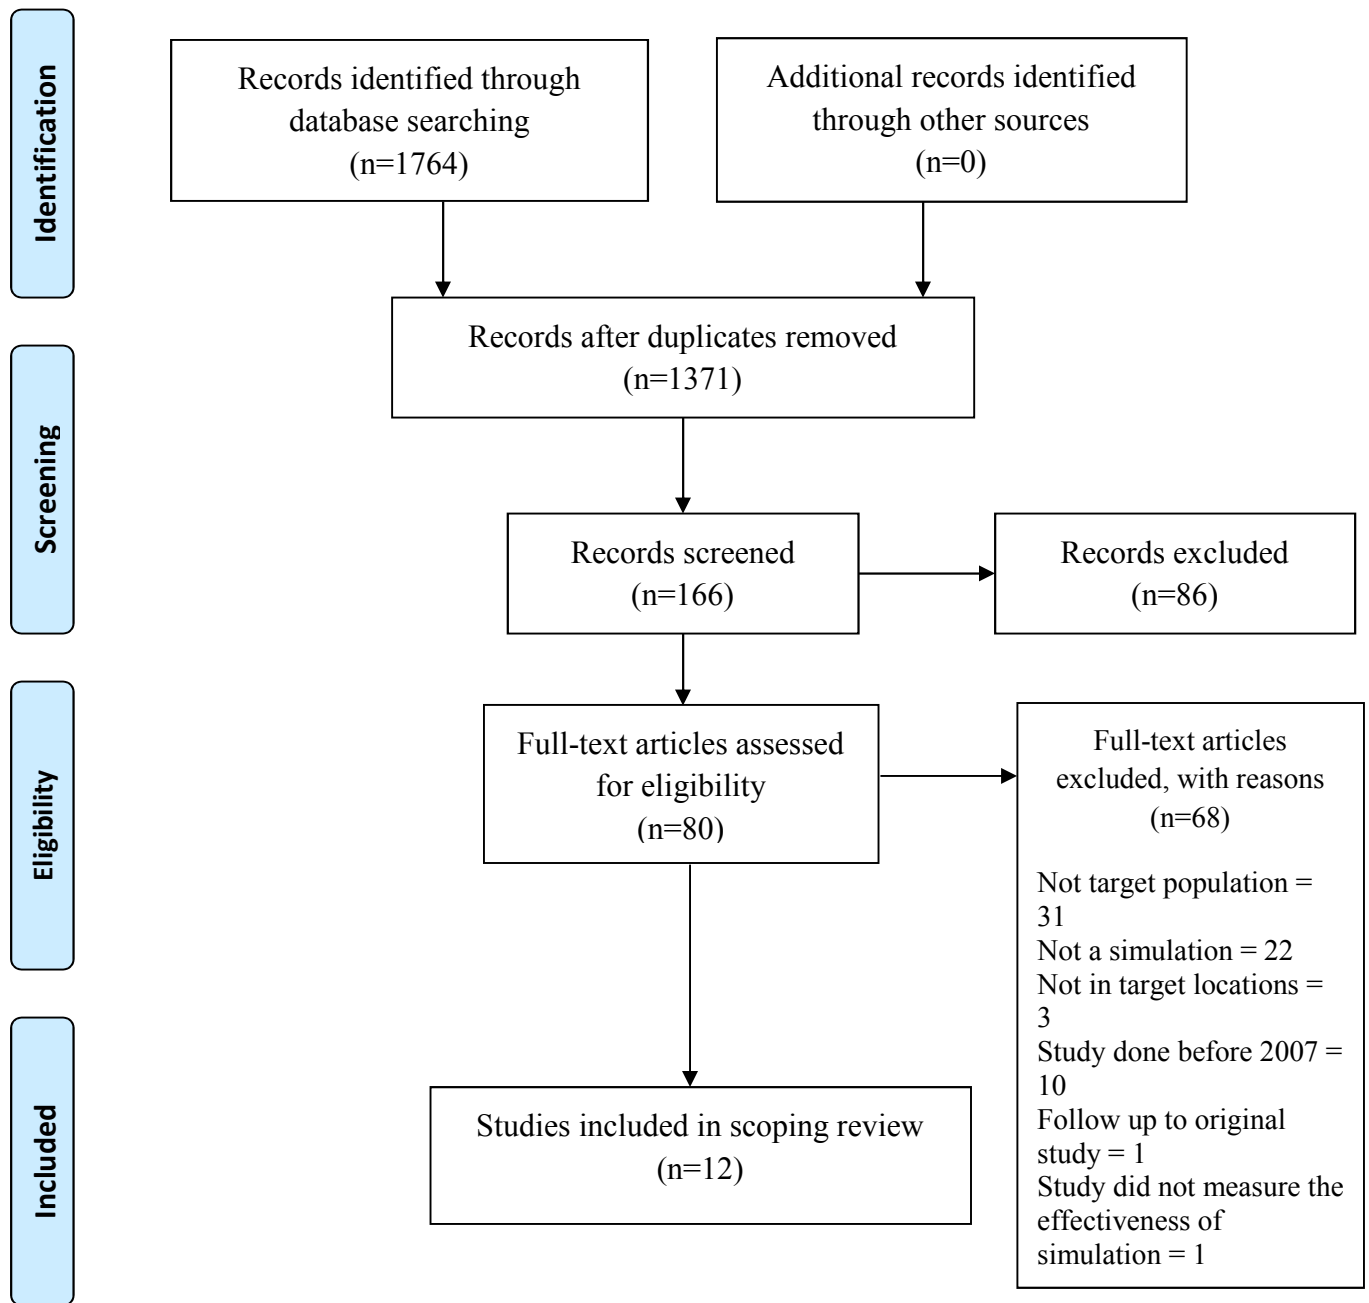 Identification
Records identified through
database searching
(n=1764)
Additional records identified
through other sources
(n=0)
Records after duplicates removed
(n=1371)
Screening
Records screened
(n=166)
Records excluded
(n=86)
Eligibility
Full-text articles assessed
for eligibility
(n=80)
Full-text articles
excluded, with reasons
(n=68)
Not target population =
31
Not a simulation = 22
Not in target locations =
3
Study done before 2007 =
10
Follow up to original
study = 1
Study did not measure the
effectiveness of
simulation = 1
Included
Studies included in scoping review
(n=12)